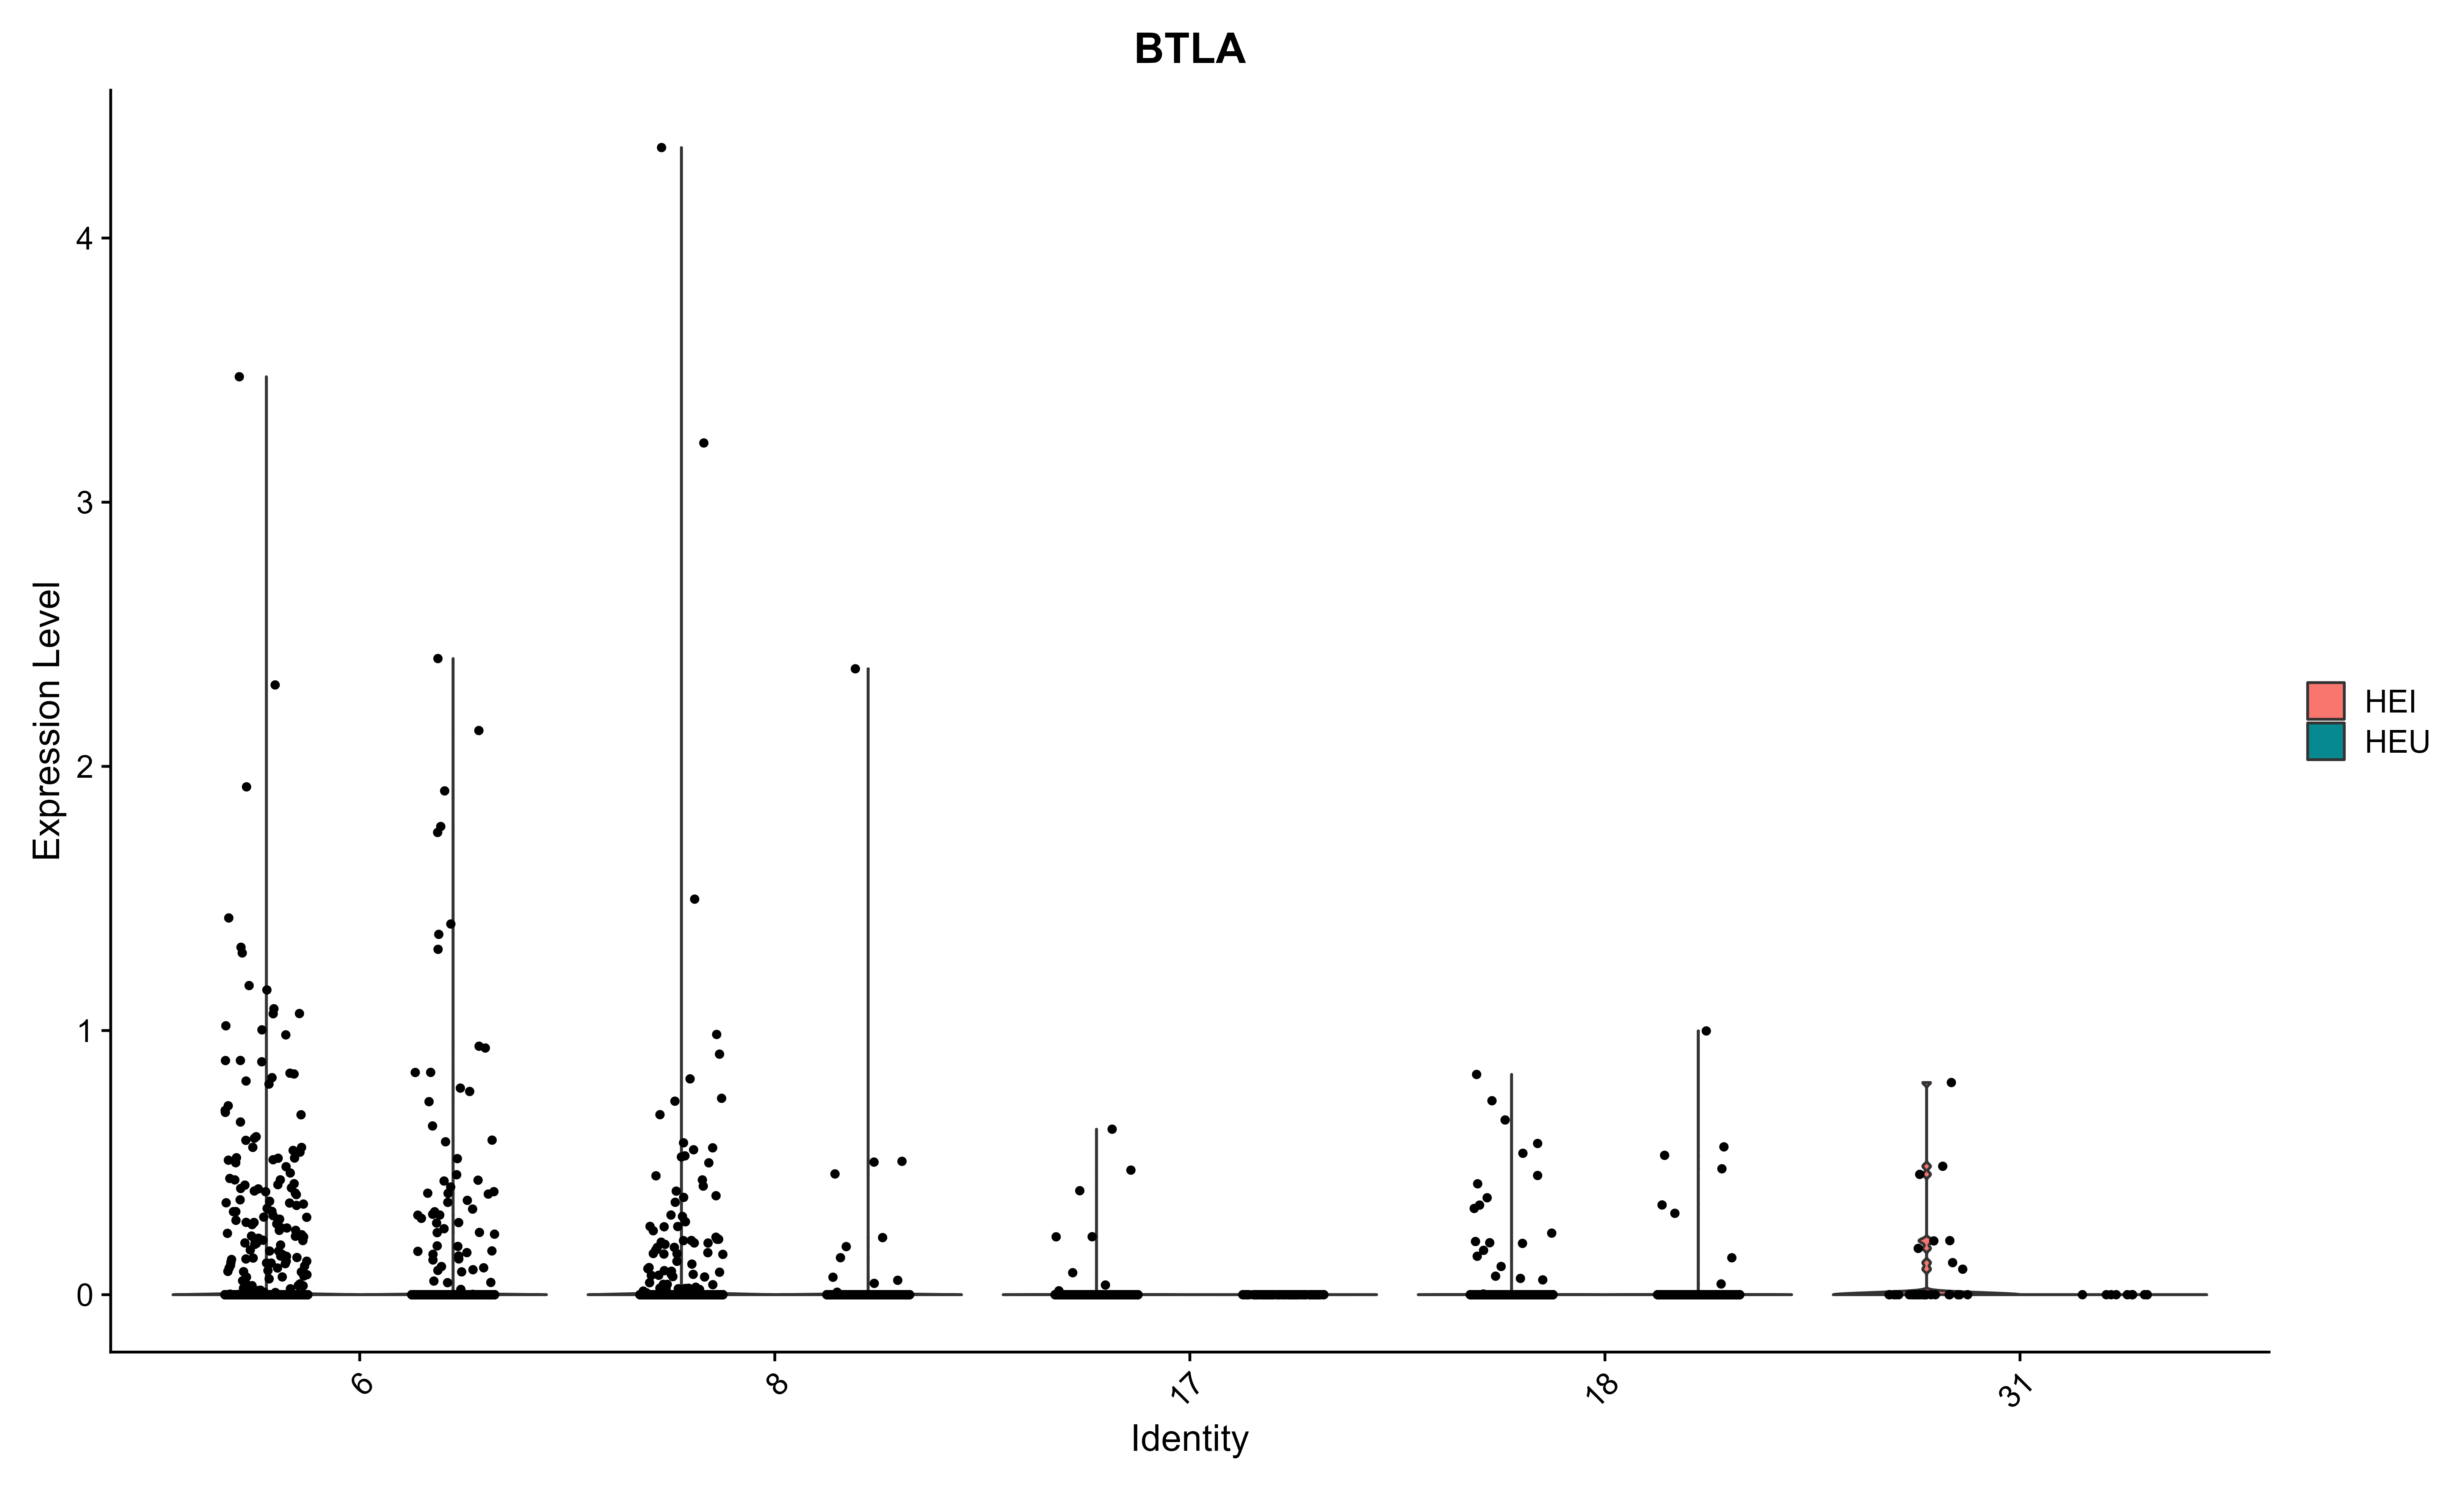 BTLA
Expression Level
4
3
2
1
0
6
8
17
18
31
Identity
HEI
HEU